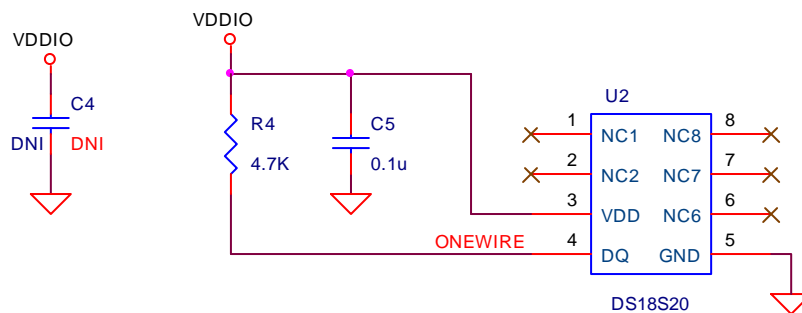 VDDIO
C4
DNI
DNI
VDDIO
R4
4.7K
C5
0.1u
ONEWIRE
U2
1
NC1
NC8
8
2
NC2
NC7
7
3
VDD
NC6
6
4
DQ
GND
5
DS18S20